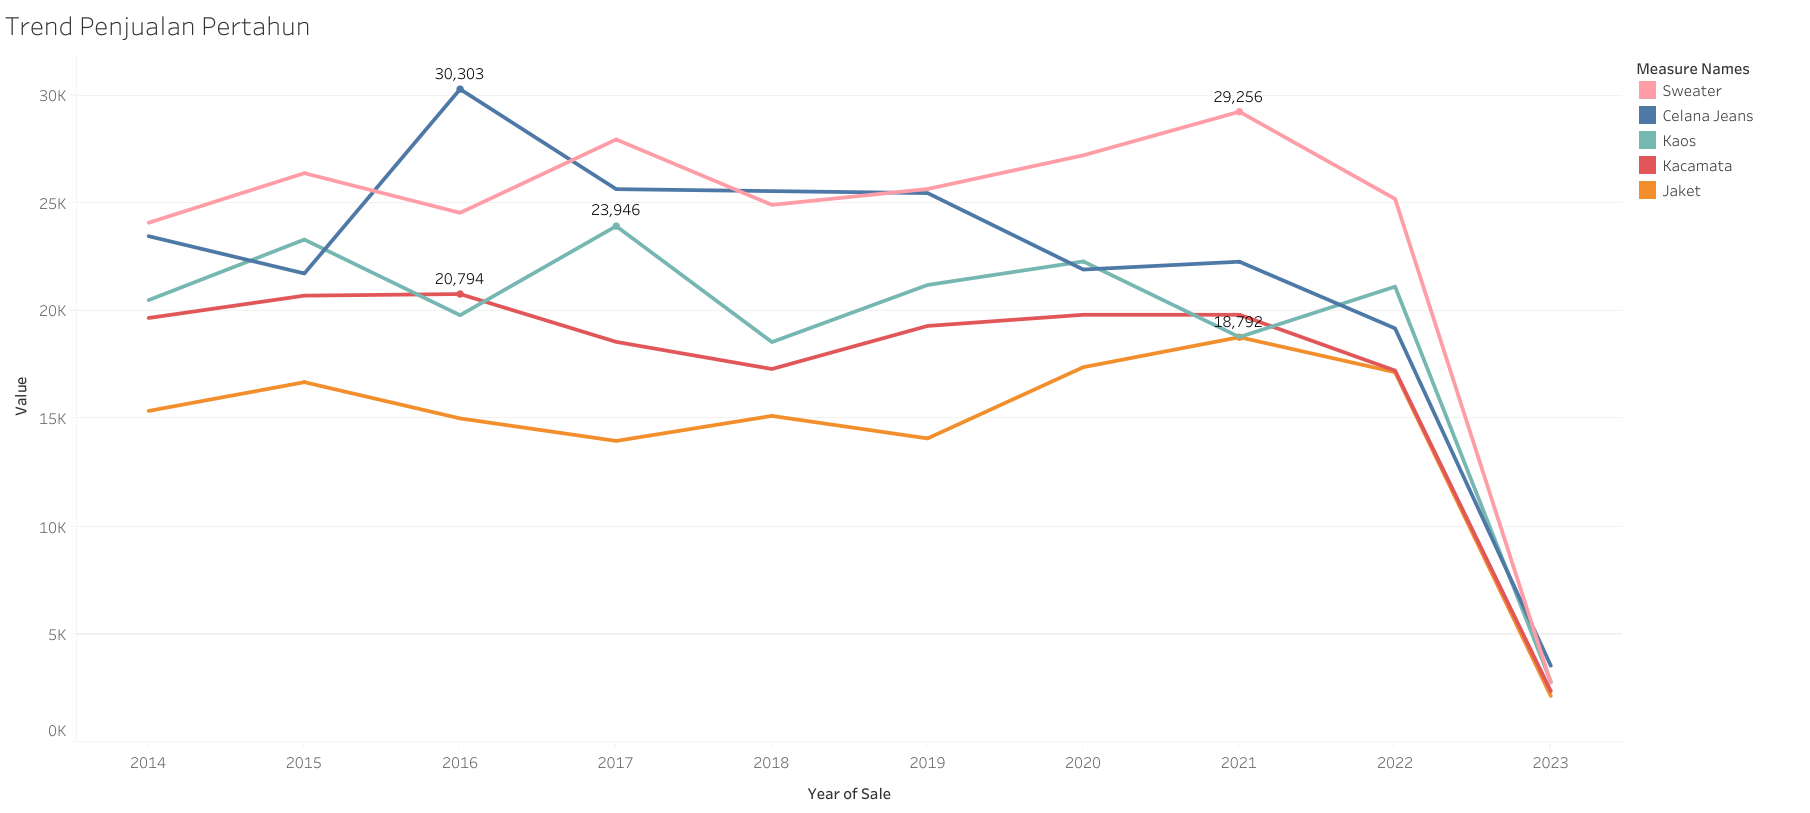 Trend Penjualan Pertahun
Measure Names
Sweater
Celana Jeans
Kaos
Kacamata
Jaket
30,303
29,256
23,946
20,794
18,792
30K
25K
20K
15K
10K
5K
0K
Value
2014 2015 2016 2017 2018 2019 2020 2021 2022 2023
Year of Sale